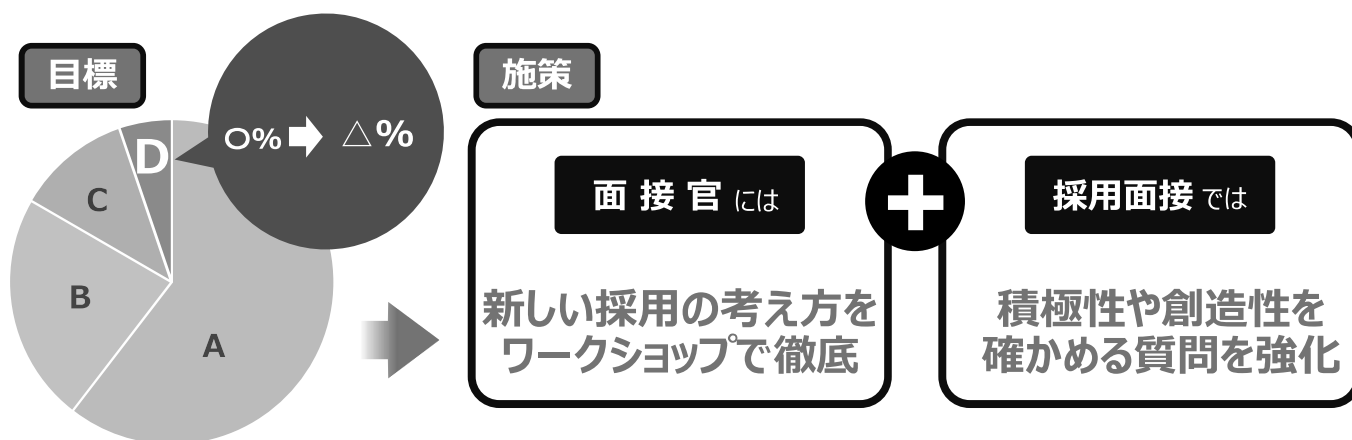 目標
○% △%
D
C
B
A
施策
面接官には
新しい採用の考え方を
ワークショップで徹底
採用面接では
積極性や創造性を
確かめる質問を強化